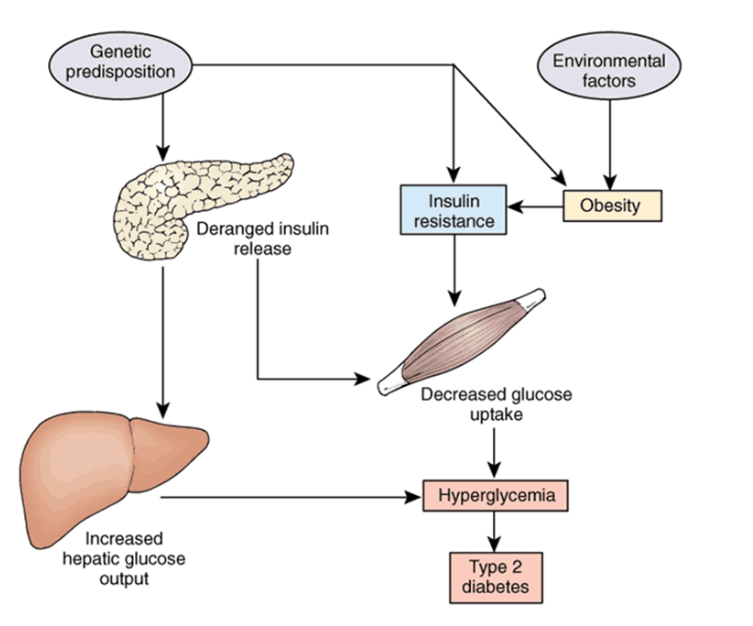 Genetic
predisposition
Environmental
factors
Insulin
resistance
Obesity
Deranged insulin
release
Decreased glucose
uptake
Hyperglycemia
Increased
hepatic glucose
output
Type 2
diabetes